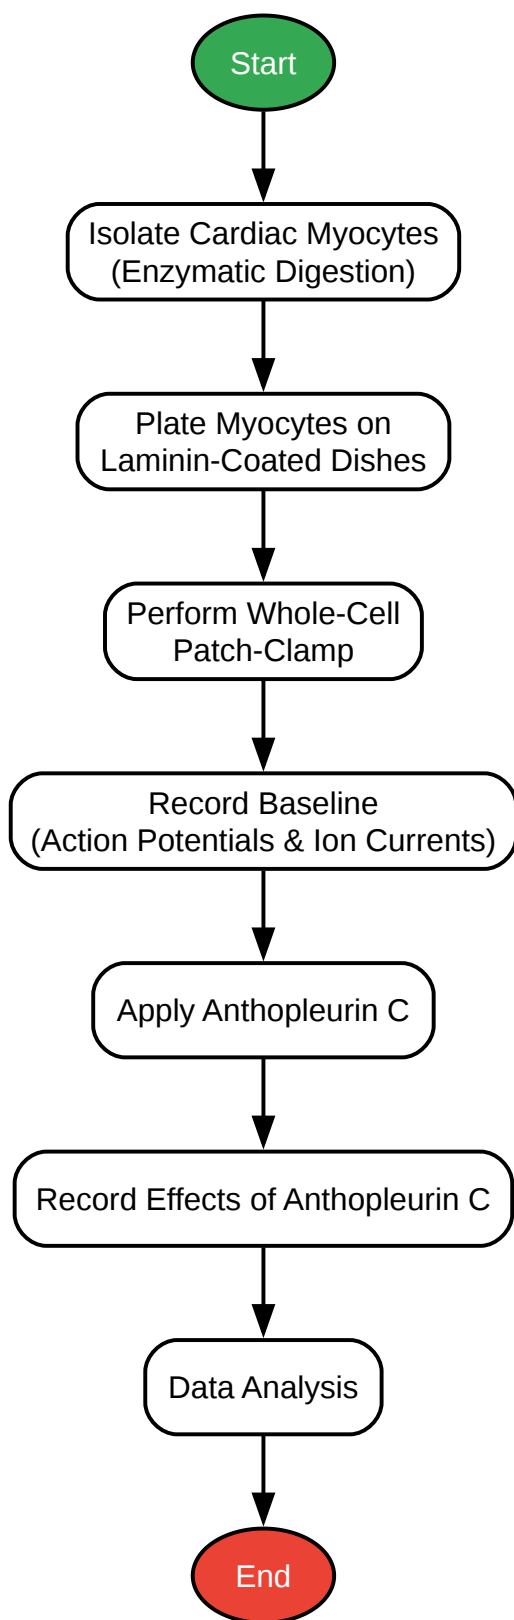 Start
Isolate Cardiac Myocytes
(Enzymatic Digestion)
Plate Myocytes on
Laminin-Coated Dishes
Perform Whole-Cell
Patch-Clamp
Record Baseline
(Action Potentials & Ion Currents)
Apply Anthopleurin C
Record Effects of Anthopleurin C
Data Analysis
End